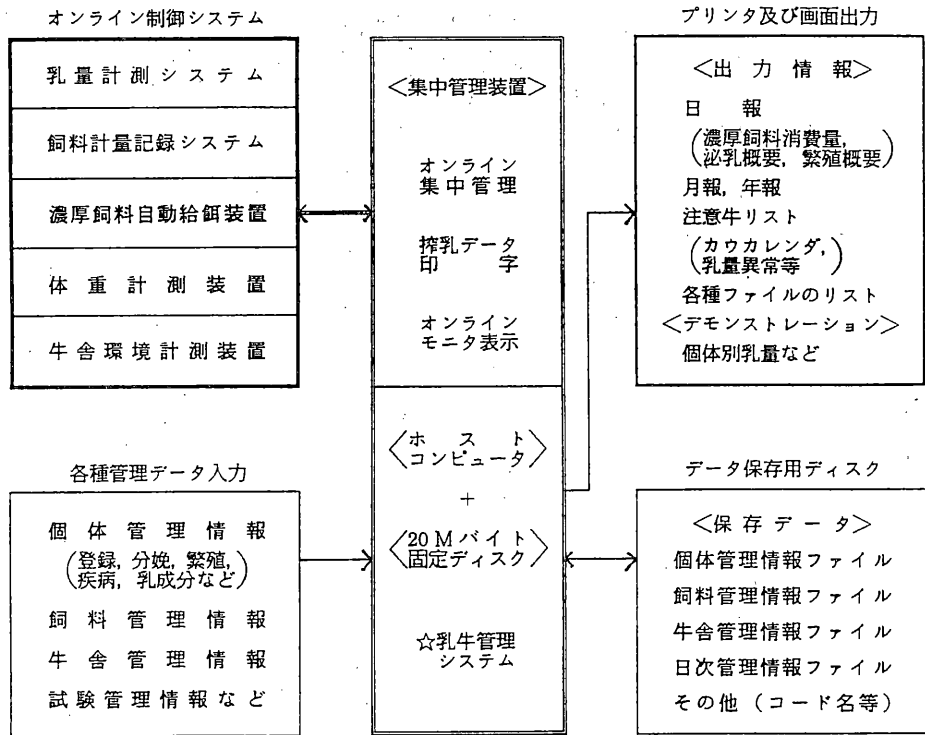 オンライン制御システム
乳量計測システム
飼料計量記録システム
濃厚飼料自動給餌装置
体重計測装置
牛舎環境計測装置
各種管理データ入力
個体管理情報
(登録, 分娩, 繁殖,
疾病, 乳成分など)
飼料管理情報
牛舎管理情報
試験管理情報など
<集中管理装置>
オンライン
集中管理
搾乳データ
印字
オンライン
モニタ表示
<ホスト
コンピュータ>
+
<20Mバイト
固定ディスク>
☆乳牛管理
システム
プリンタ及び画面出力
<出力情報>
日報
(濃厚飼料消費量,
泌乳概要, 繁殖概要)
月報, 年報
注意牛リスト
(カウカレンダ,
乳量異常等)
各種ファイルのリスト
<デモンストレーション>
個体別乳量など
データ保存用ディスク
<保存データ>
個体管理情報ファイル
飼料管理情報ファイル
牛舎管理情報ファイル
日次管理情報ファイル
その他(コード名等)